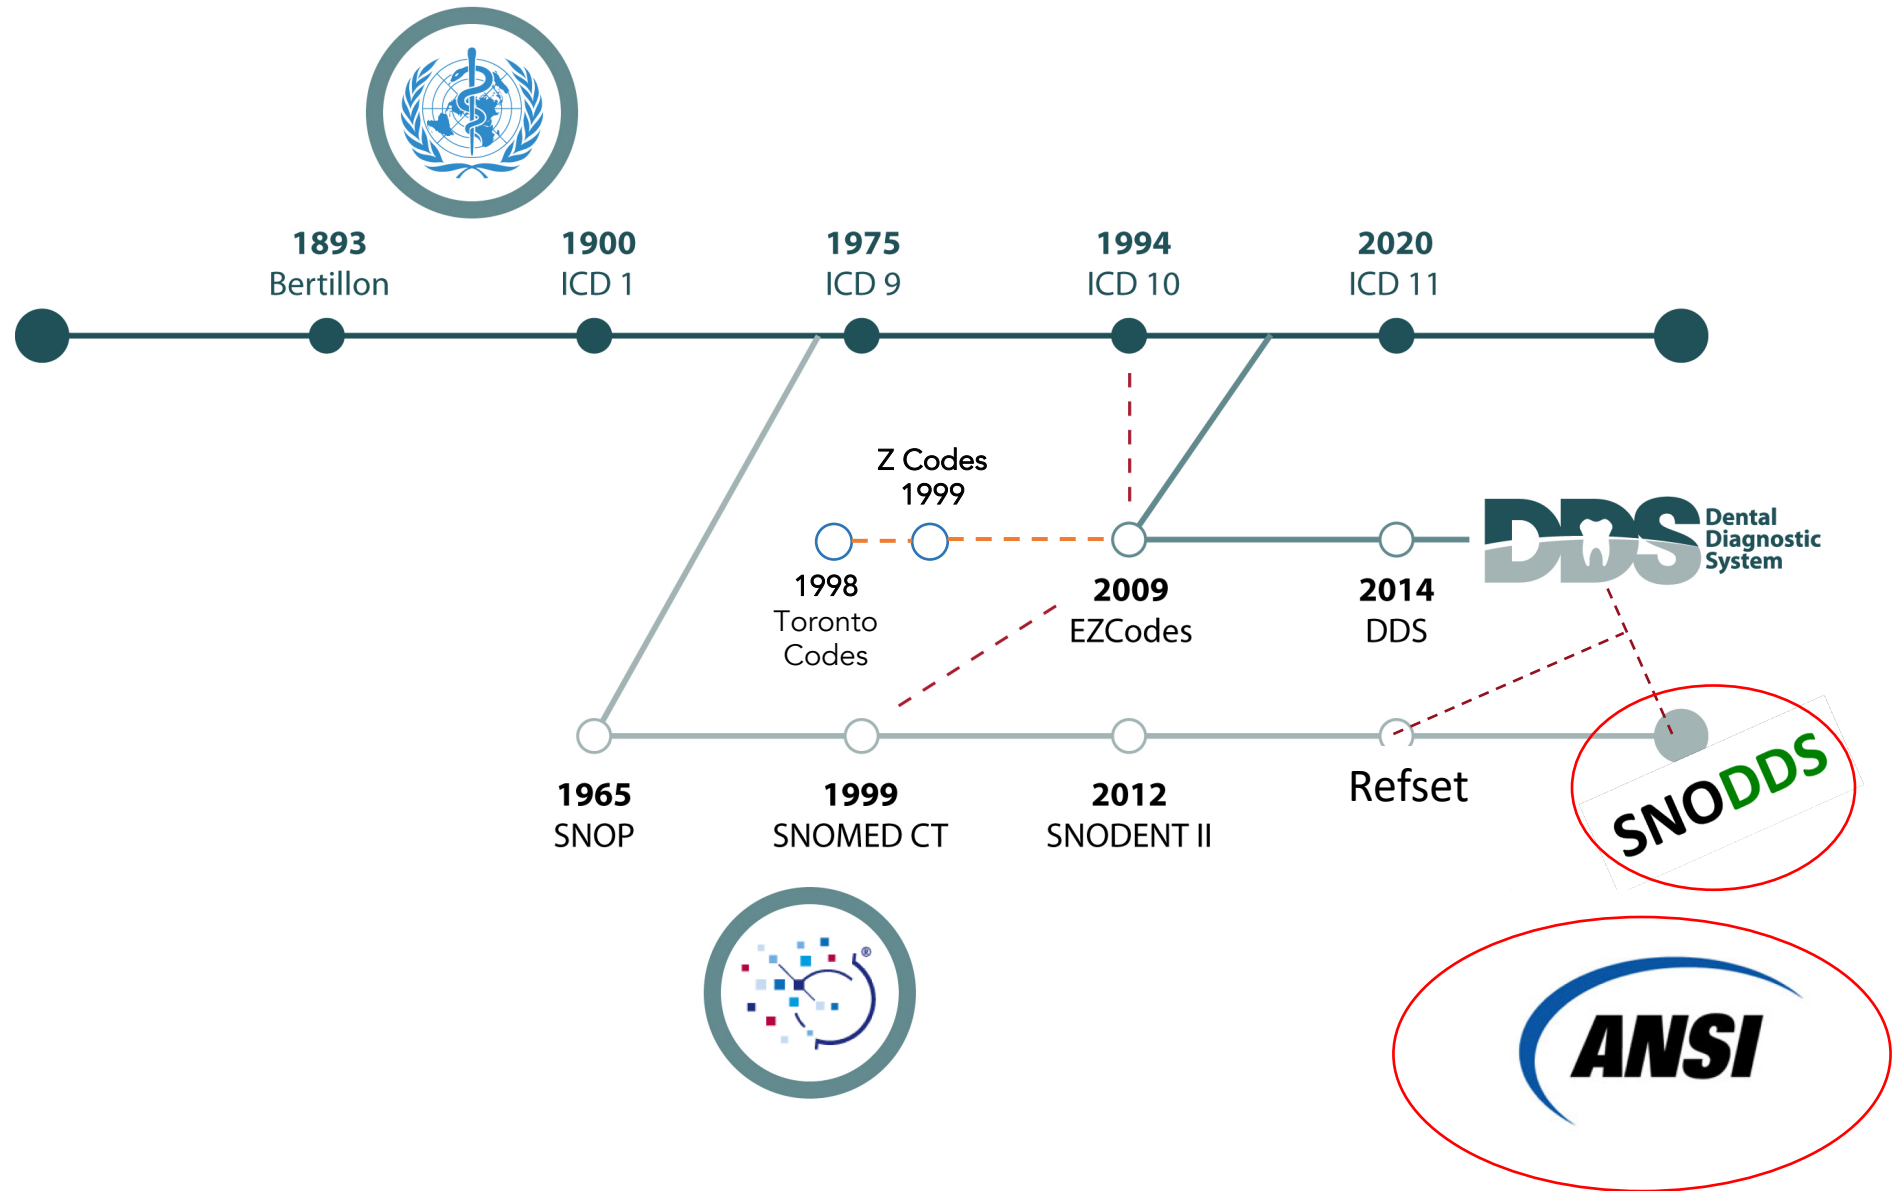 1893
Bertillon
1900
ICD 1
1975
ICD 9
1994
ICD 10
2020
ICD 11
Z Codes
1999
1998
Toronto
Codes
2009
EZCodes
2014
DDS
DDS
Dental
Diagnostic
System
1965
SNOP
1999
SNOMED CT
2012
SNODENT II
Refset
SNODDS
®
ANSI